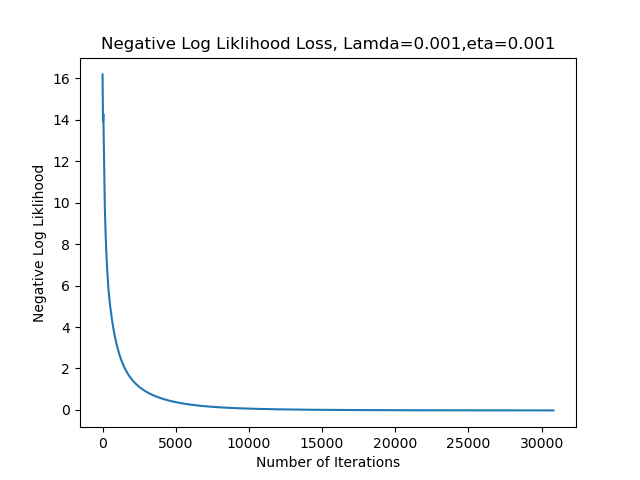 Negative Log Liklihood Loss, Lamda=0.001,eta=0.001
16
14
12
10
8
6
4
2
0
Negative Log Liklihood
0 5000 10000 15000 20000 25000 30000
Number of Iterations